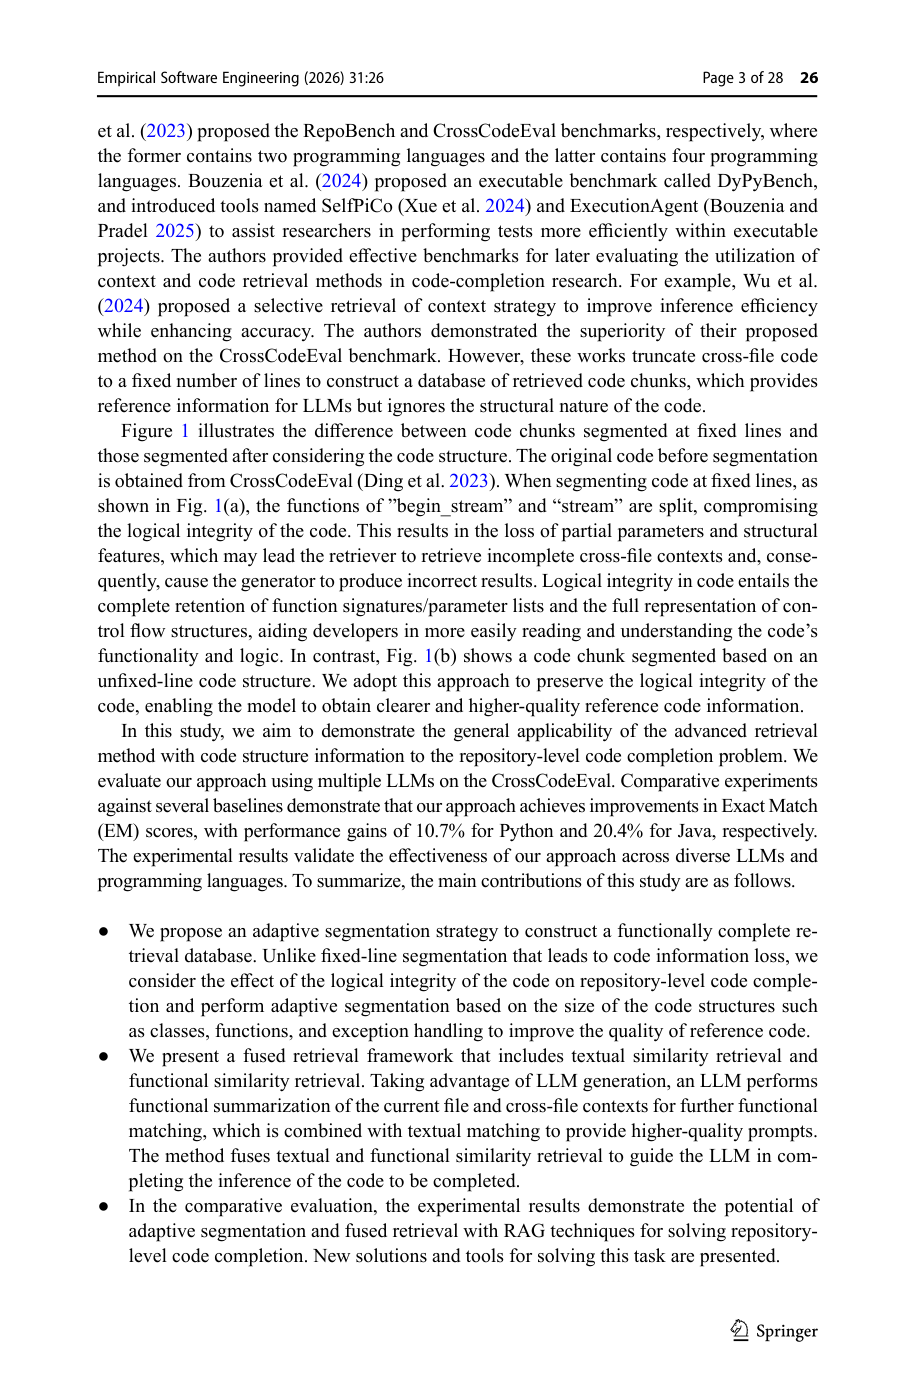 Empirical Software Engineering (2026) 31:26
Page 3 of 28 26
et al. (2023) proposed the RepoBench and CrossCodeEval benchmarks, respectively, where
the former contains two programming languages and the latter contains four programming
languages. Bouzenia et al. (2024) proposed an executable benchmark called DyPyBench,
and introduced tools named SelfPiCo (Xue et al. 2024) and ExecutionAgent (Bouzenia and
Pradel 2025) to assist researchers in performing tests more efficiently within executable
projects. The authors provided effective benchmarks for later evaluating the utilization of
context and code retrieval methods in code-completion research. For example, Wu et al.
(2024) proposed a selective retrieval of context strategy to improve inference efficiency
while enhancing accuracy. The authors demonstrated the superiority of their proposed
method on the CrossCodeEval benchmark. However, these works truncate cross-file code
to a fixed number of lines to construct a database of retrieved code chunks, which provides
reference information for LLMs but ignores the structural nature of the code.
Figure 1 illustrates the difference between code chunks segmented at fixed lines and
those segmented after considering the code structure. The original code before segmentation
is obtained from CrossCodeEval (Ding et al. 2023). When segmenting code at fixed lines, as
shown in Fig. 1(a), the functions of ”begin_stream” and “stream” are split, compromising
the logical integrity of the code. This results in the loss of partial parameters and structural
features, which may lead the retriever to retrieve incomplete cross-file contexts and, conse-
quently, cause the generator to produce incorrect results. Logical integrity in code entails the
complete retention of function signatures/parameter lists and the full representation of con-
trol flow structures, aiding developers in more easily reading and understanding the code’s
functionality and logic. In contrast, Fig. 1(b) shows a code chunk segmented based on an
unfixed-line code structure. We adopt this approach to preserve the logical integrity of the
code, enabling the model to obtain clearer and higher-quality reference code information.
In this study, we aim to demonstrate the general applicability of the advanced retrieval
method with code structure information to the repository-level code completion problem. We
evaluate our approach using multiple LLMs on the CrossCodeEval. Comparative experiments
against several baselines demonstrate that our approach achieves improvements in Exact Match
(EM) scores, with performance gains of 10.7% for Python and 20.4% for Java, respectively.
The experimental results validate the effectiveness of our approach across diverse LLMs and
programming languages. To summarize, the main contributions of this study are as follows.
● We propose an adaptive segmentation strategy to construct a functionally complete re-
trieval database. Unlike fixed-line segmentation that leads to code information loss, we
consider the effect of the logical integrity of the code on repository-level code comple-
tion and perform adaptive segmentation based on the size of the code structures such
as classes, functions, and exception handling to improve the quality of reference code.
● We present a fused retrieval framework that includes textual similarity retrieval and
functional similarity retrieval. Taking advantage of LLM generation, an LLM performs
functional summarization of the current file and cross-file contexts for further functional
matching, which is combined with textual matching to provide higher-quality prompts.
The method fuses textual and functional similarity retrieval to guide the LLM in com-
pleting the inference of the code to be completed.
● In the comparative evaluation, the experimental results demonstrate the potential of
adaptive segmentation and fused retrieval with RAG techniques for solving repository-
level code completion. New solutions and tools for solving this task are presented.
Springer